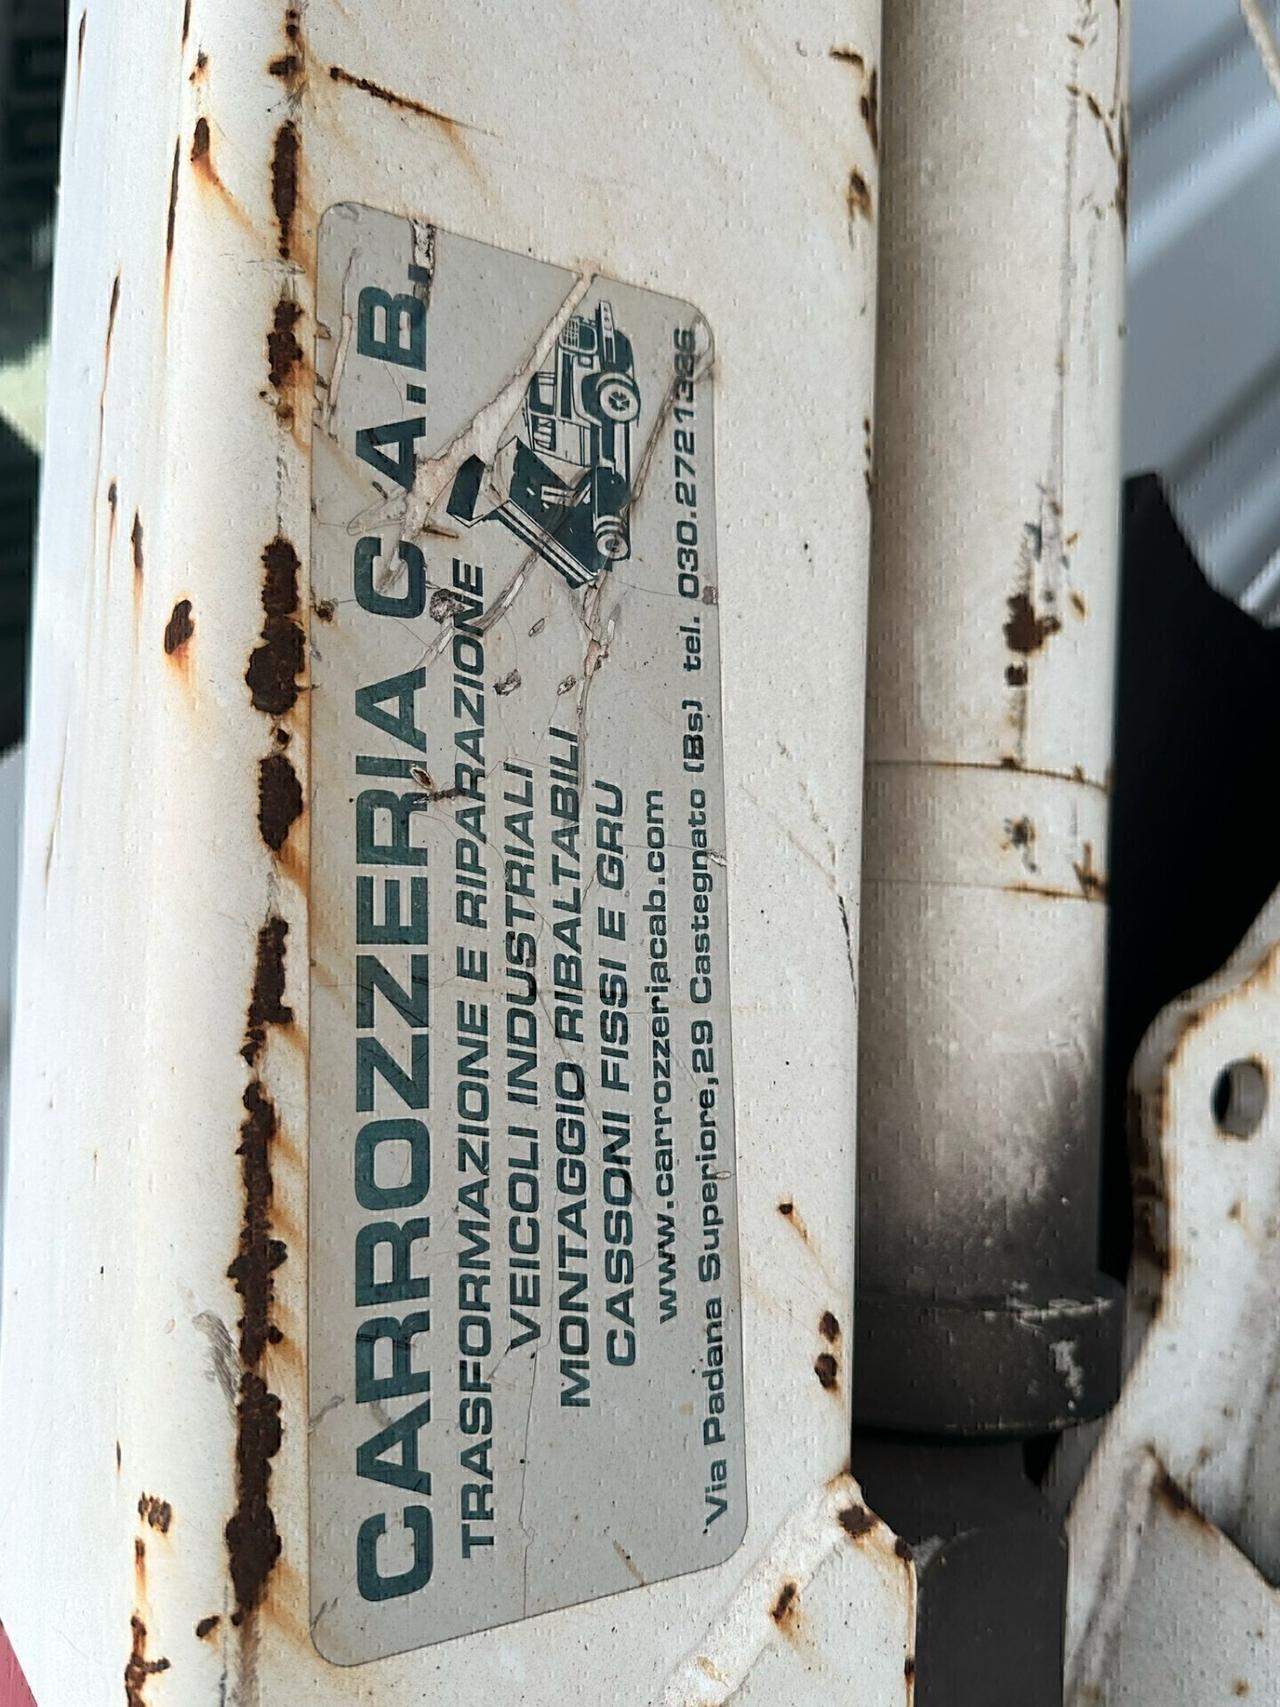 CARROZZERIA C.A.B.
TRASFORMAZIONE E RIPARAZIONE
VEICOLI INDUSTRIALI
MONTAGGIO RIBALTABILI
CASSONI FISSI E GRU
www.carrozzeriacab.com
Via Padana Superiore,29 Castegnato (Bs) tel. 030.2721386